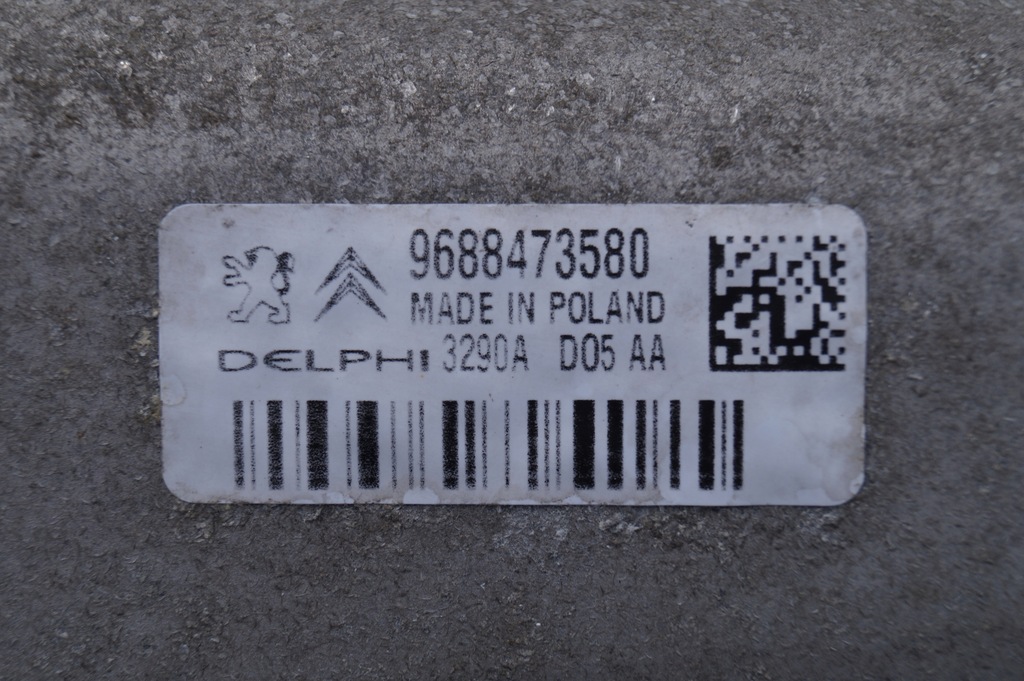 9688473580
MADE IN POLAND
DELPHI 3290A D05 AA